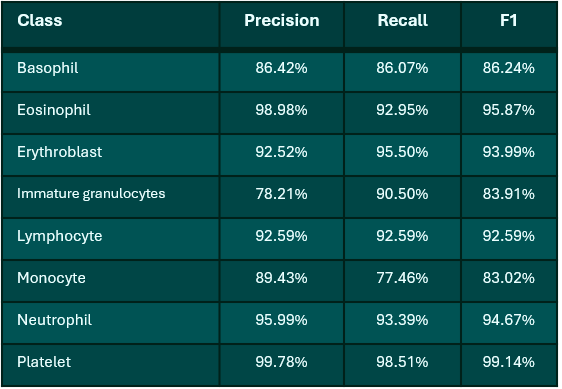 Class Precision Recall F1
Basophil 86.42% 86.07% 86.24%
Eosinophil 98.98% 92.95% 95.87%
Erythroblast 92.52% 95.50% 93.99%
Immature granulocytes 78.21% 90.50% 83.91%
Lymphocyte 92.59% 92.59% 92.59%
Monocyte 89.43% 77.46% 83.02%
Neutrophil 95.99% 93.39% 94.67%
Platelet 99.78% 98.51% 99.14%